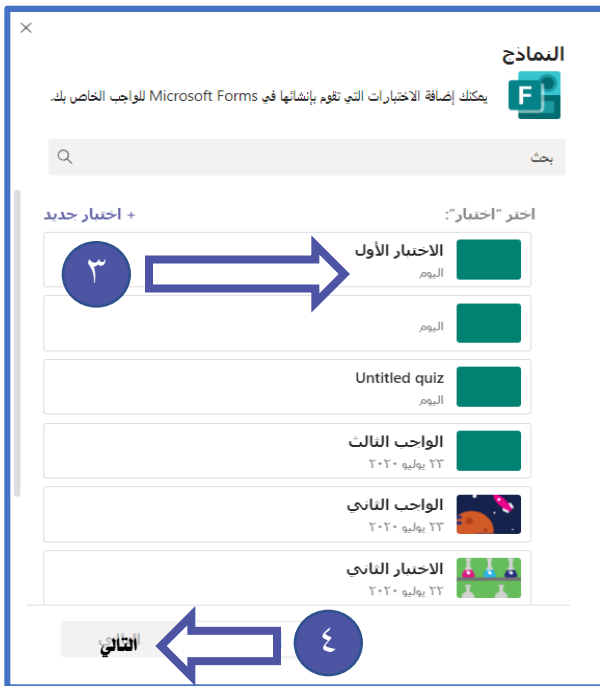 النماذج
يمكنك إضافة الاختبارات التي تقوم بإنشائها في Microsoft Forms للواجب الخاص بك.
F
بحث
اختر "اختبار":
+ اختبار جديد
الاختبار الأول
اليوم
٣
اليوم
Untitled quiz
اليوم
الواجب الثالث
٢٣ يوليو ٢٠٢٠
الواجب الثاني
٢٣ يوليو ٢٠٢٠
الاختبار الثاني
٢٢ يوليو ٢٠٢٠
٤
التالي